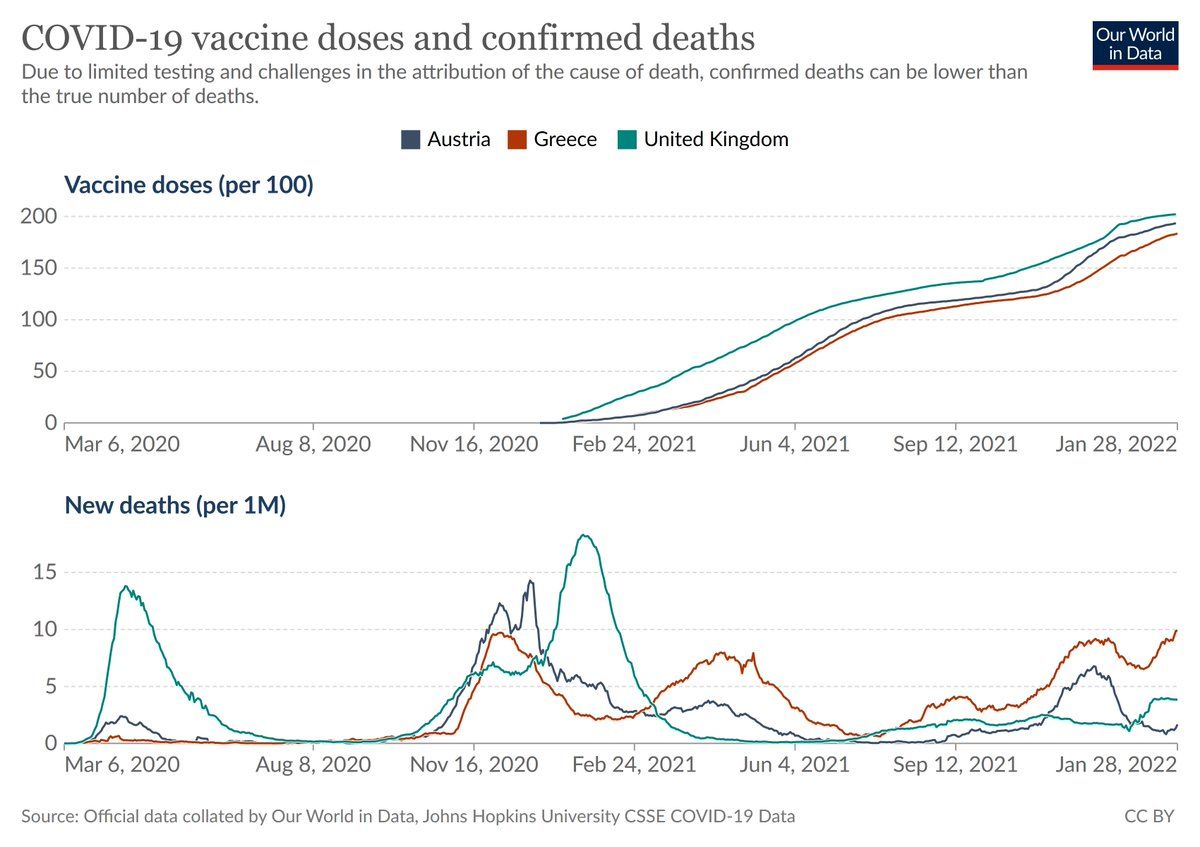 COVID-19 vaccine doses and confirmed deaths
Our World
in Data
Due to limited testing and challenges in the attribution of the cause of death, confirmed deaths can be lower than
the true number of deaths.
Austria Greece United Kingdom
Vaccine doses (per 100)
200
150
100
50
0
Mar 6, 2020 Aug 8, 2020 Nov 16, 2020 Feb 24, 2021 Jun 4, 2021 Sep 12, 2021 Jan 28, 2022
New deaths (per 1M)
15
10
5
0
Mar 6, 2020 Aug 8, 2020 Nov 16, 2020 Feb 24, 2021 Jun 4, 2021 Sep 12, 2021 Jan 28, 2022
Source: Official data collated by Our World in Data, Johns Hopkins University CSSE COVID-19 Data CC BY